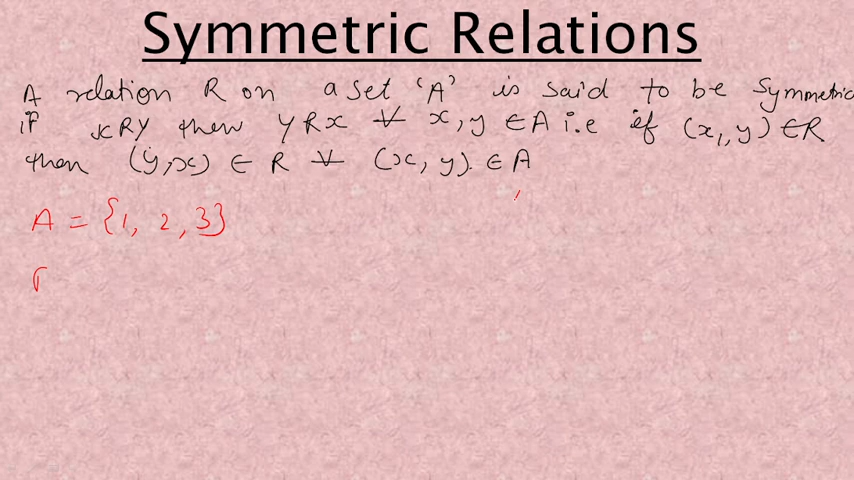 Symmetric Relations
A relation R on a set 'A' is said to be Symmetric
if xRy then yRx ∀ x, y ∈ A i.e if (x, y) ∈ R
then (y, x) ∈ R ∀ (x, y) ∈ A
A = {1, 2, 3}